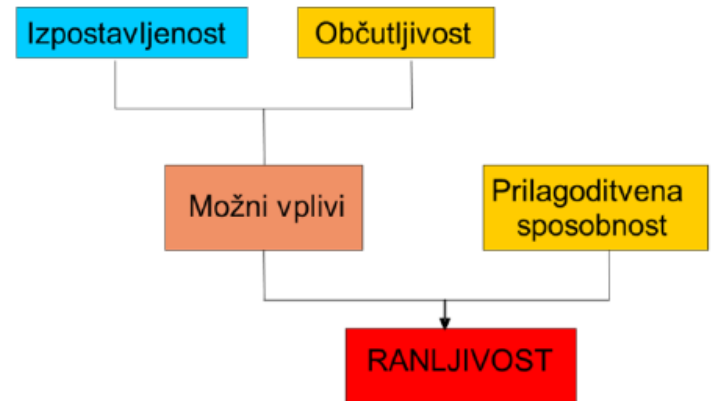 Izpostavljenost
Občutljivost
Možni vplivi
Prilagoditvena
sposobnost
RANLJIVOST